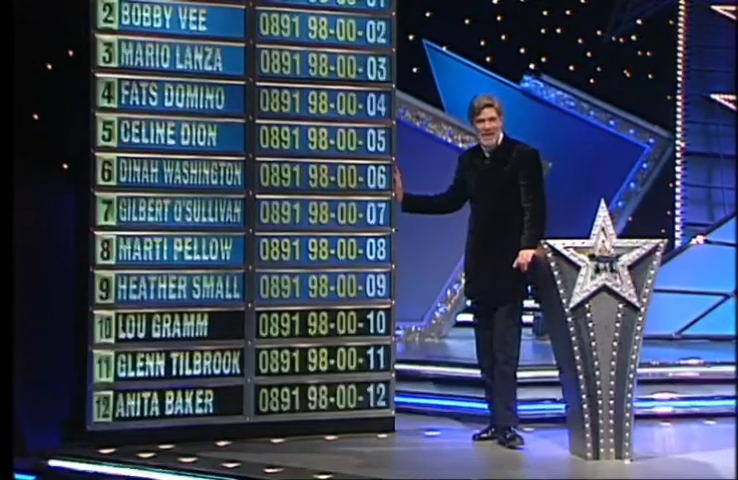 0891 98-00-01
2 BOBBY VEE 0891 98-00-02
3 MARIO LANZA 0891 98-00-03
4 FATS DOMINO 0891 98-00-04
5 CELINE DION 0891 98-00-05
6 DINAH WASHINGTON 0891 98-00-06
7 GILBERT O'SULLIVAN 0891 98-00-07
8 MARTI PELLOW 0891 98-00-08
9 HEATHER SMALL 0891 98-00-09
10 LOU GRAMM 0891 98-00-10
11 GLENN TILBROOK 0891 98-00-11
12 ANITA BAKER 0891 98-00-12